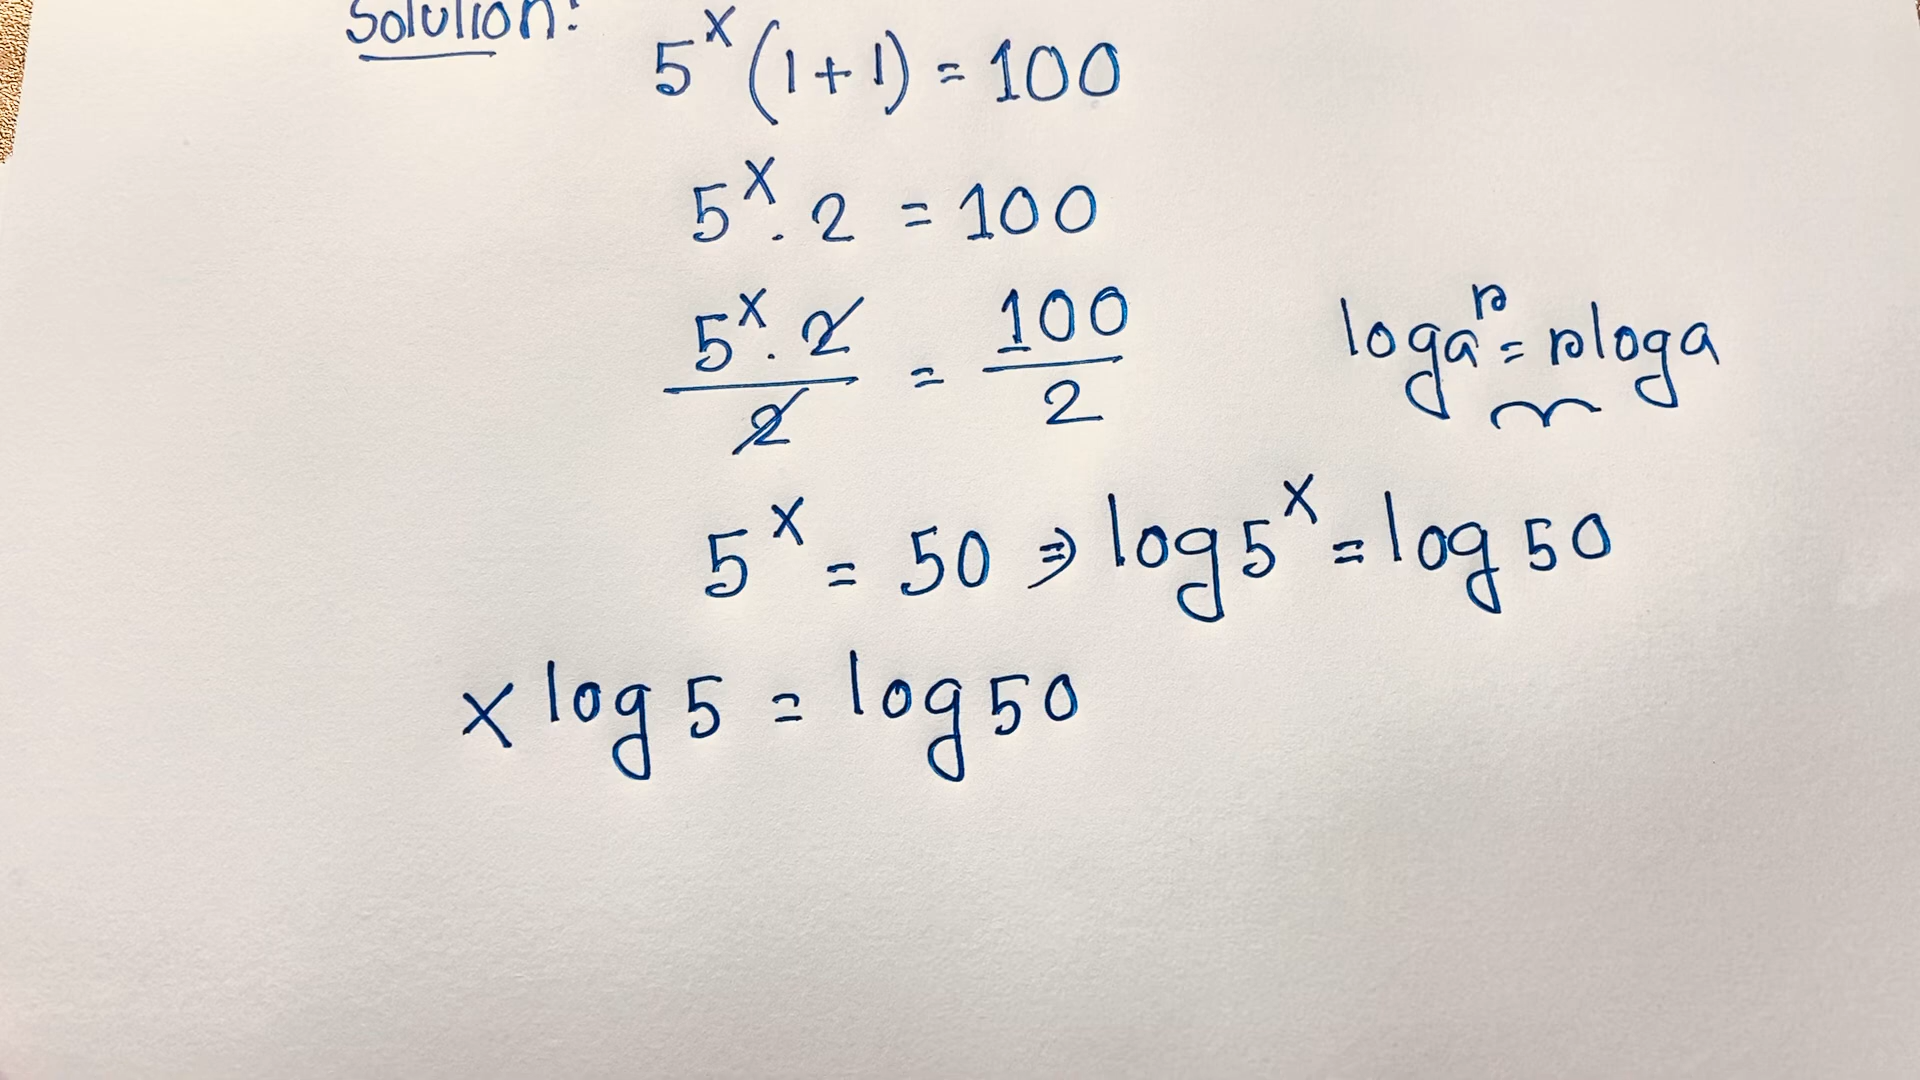 Solution:
5^x (1+1) = 100
5^x . 2 = 100
5^x . 2 / 2 = 100 / 2
log a^n = n log a
5^x = 50 ⇒ log 5^x = log 50
x log 5 = log 50